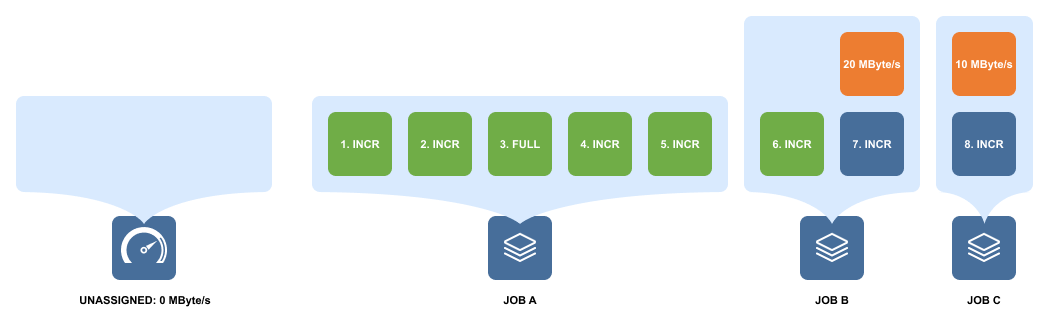 20 MByte/s
10 MByte/s
1. INCR
2. INCR
3. FULL
4. INCR
5. INCR
6. INCR
7. INCR
8. INCR
UNASSIGNED: 0 MByte/s
JOB A
JOB B
JOB C